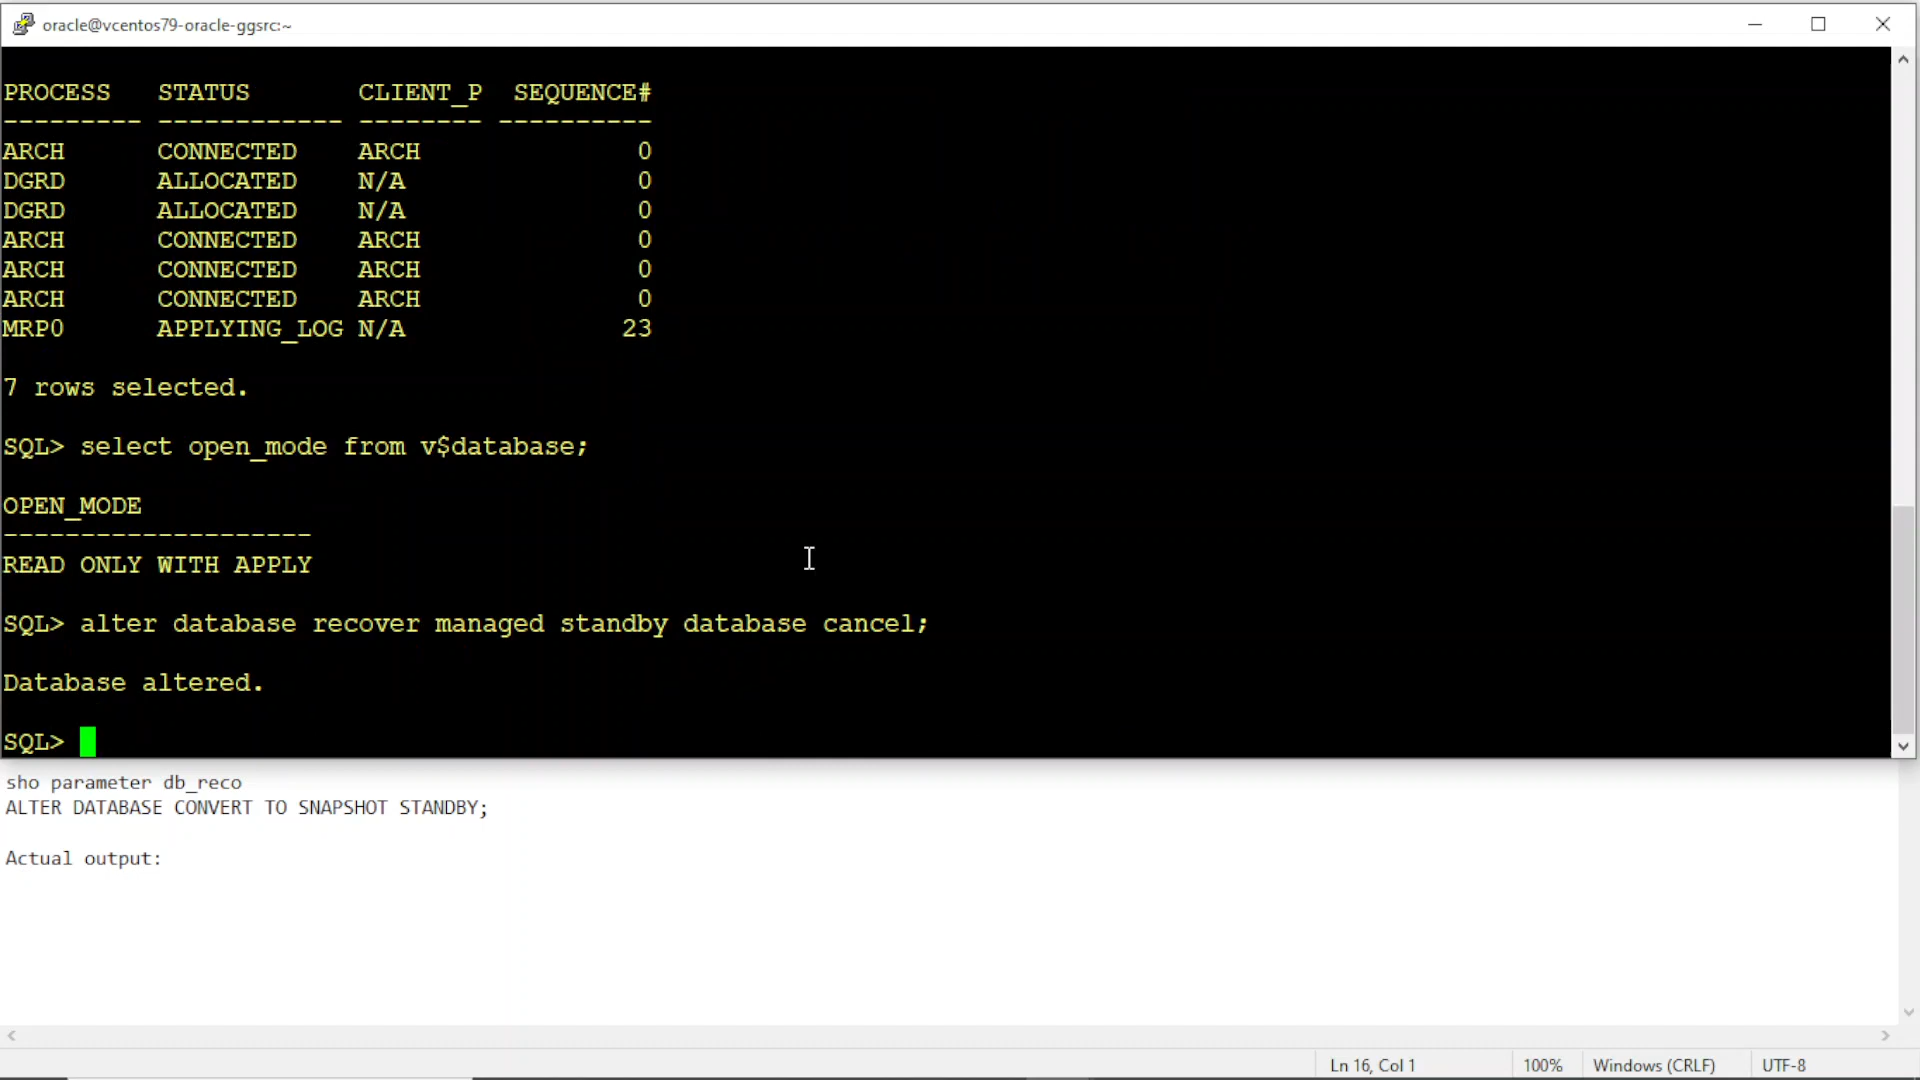 oracle@vcentos79-oracle-ggsrc:~
PROCESS   STATUS       CLIENT_P  SEQUENCE#
--------- ------------ -------- ----------
ARCH      CONNECTED    ARCH              0
DGRD      ALLOCATED    N/A               0
DGRD      ALLOCATED    N/A               0
ARCH      CONNECTED    ARCH              0
ARCH      CONNECTED    ARCH              0
ARCH      CONNECTED    ARCH              0
MRP0      APPLYING_LOG N/A              23
7 rows selected.
SQL> select open_mode from v$database;
OPEN_MODE
--------------------
READ ONLY WITH APPLY
SQL> alter database recover managed standby database cancel;
Database altered.
SQL>
sho parameter db_reco
ALTER DATABASE CONVERT TO SNAPSHOT STANDBY;
Actual output:
Ln 16, Col 1 100% Windows (CRLF) UTF-8